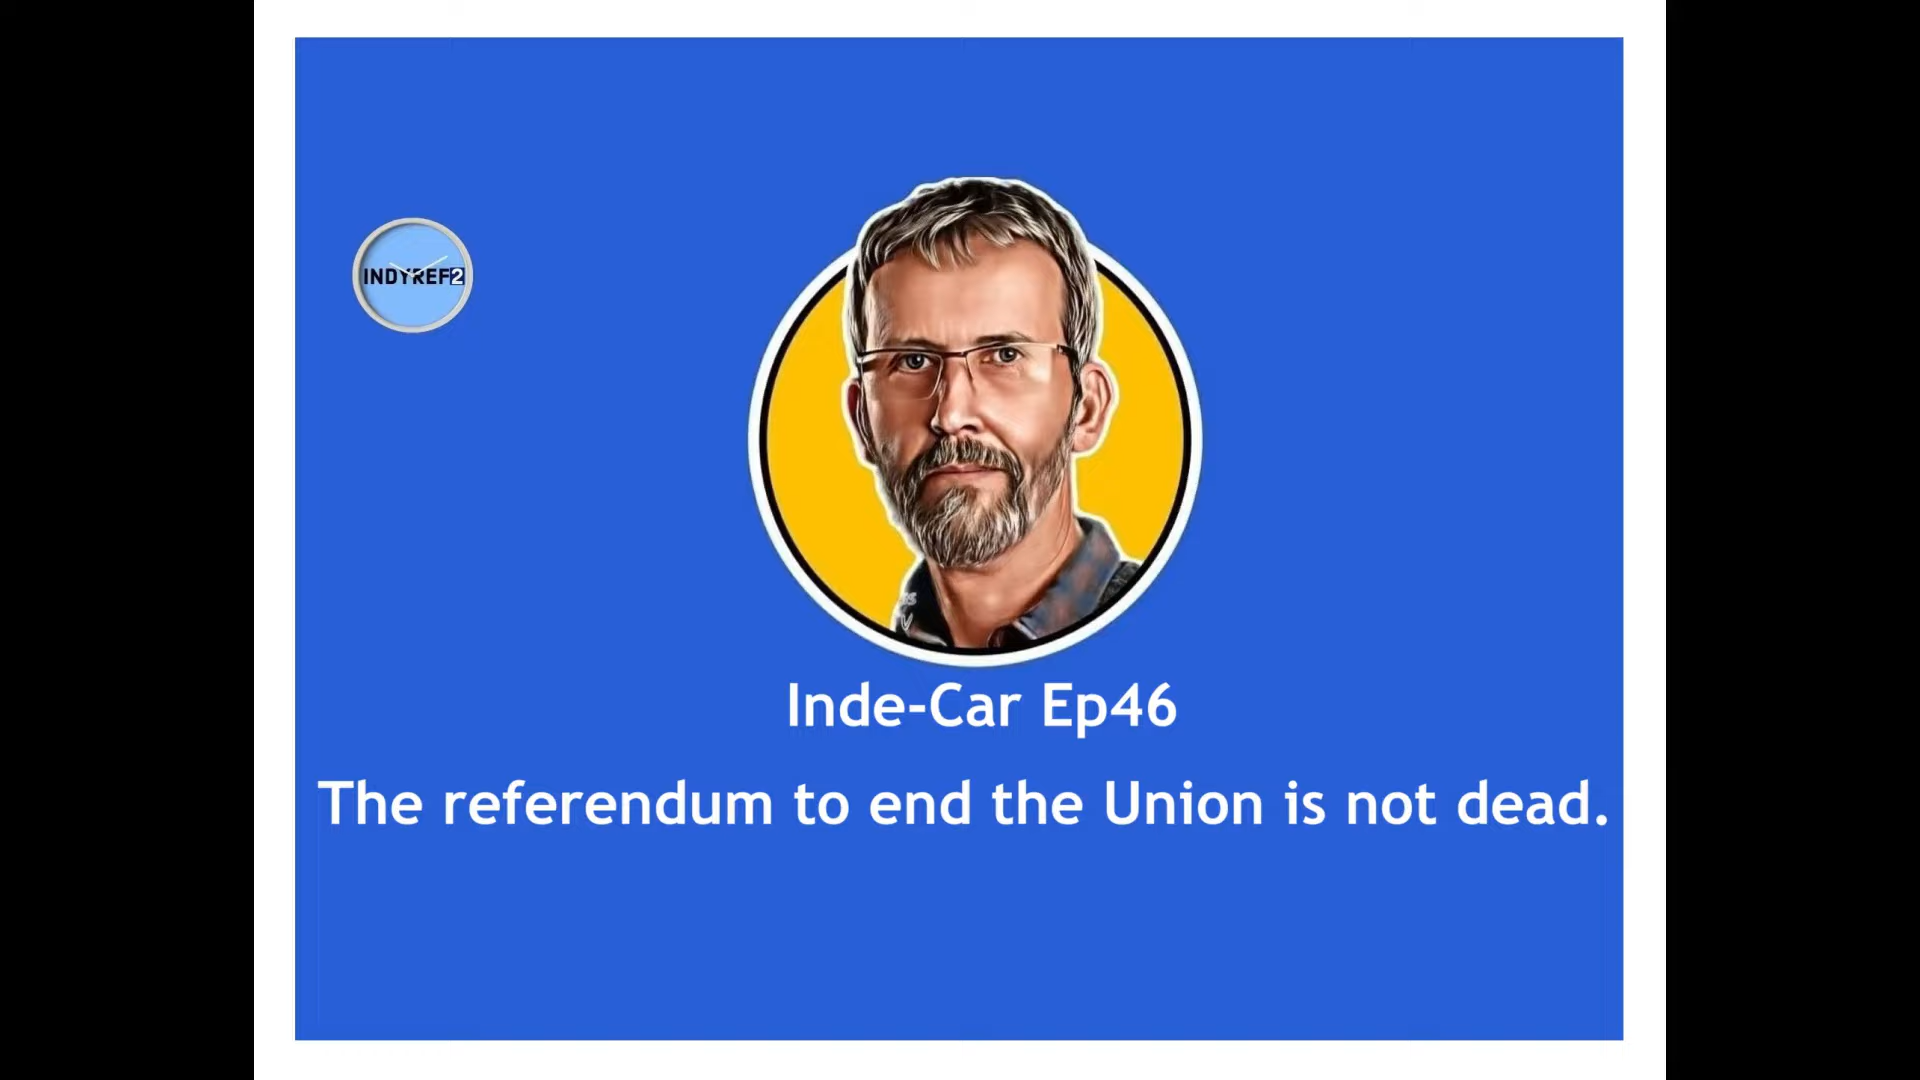 INDYREF2
Inde-Car Ep46
The referendum to end the Union is not dead.